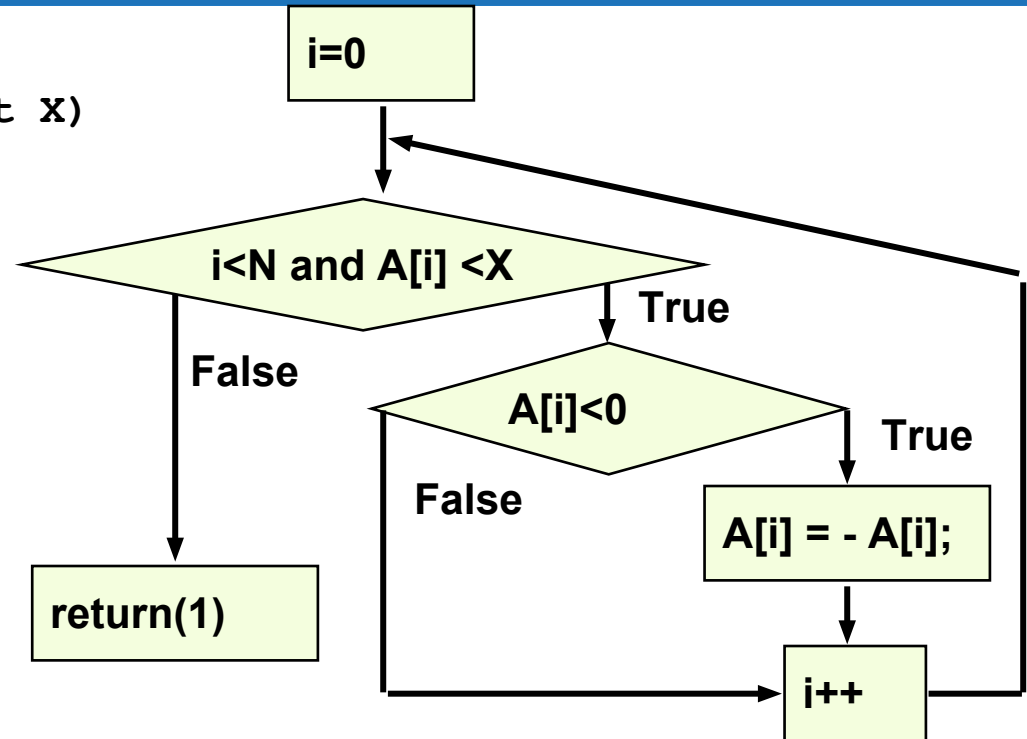 i=0
X)
i<N and A[i] <X
True
False
A[i]<0
True
False
A[i] = - A[i];
return(1)
i++